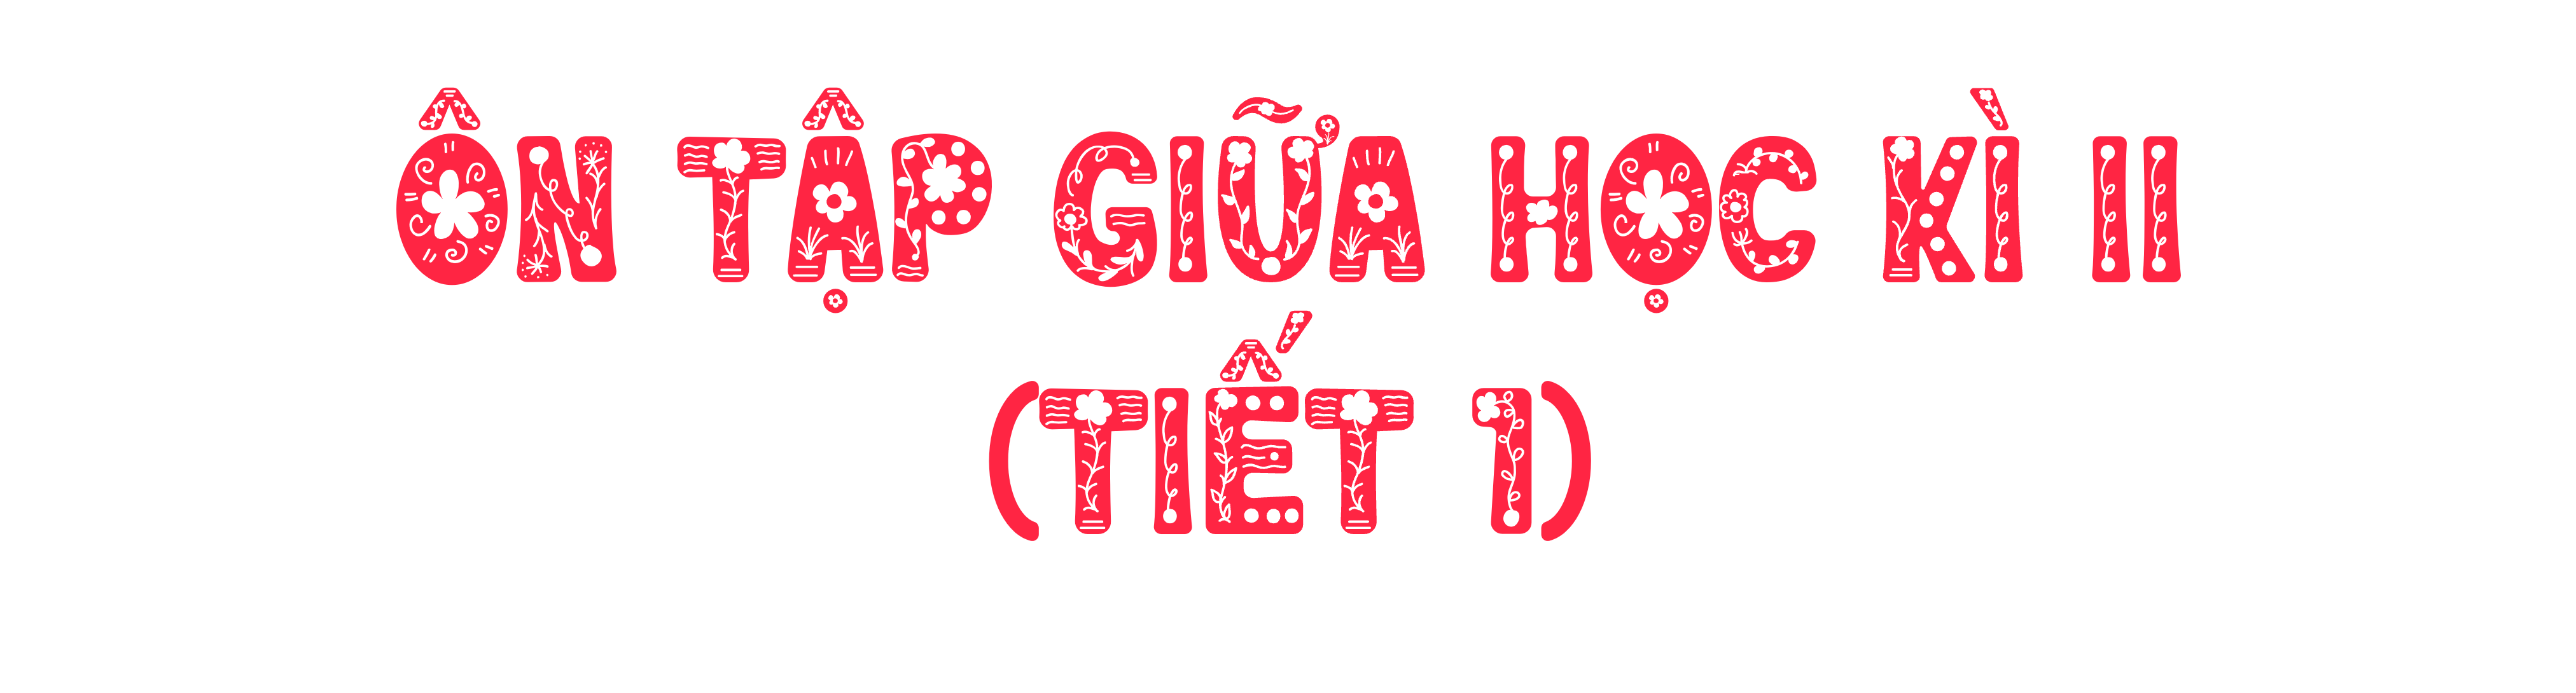 ÔN TẬP GIỮA HỌC KÌ II
(TIẾT 1)